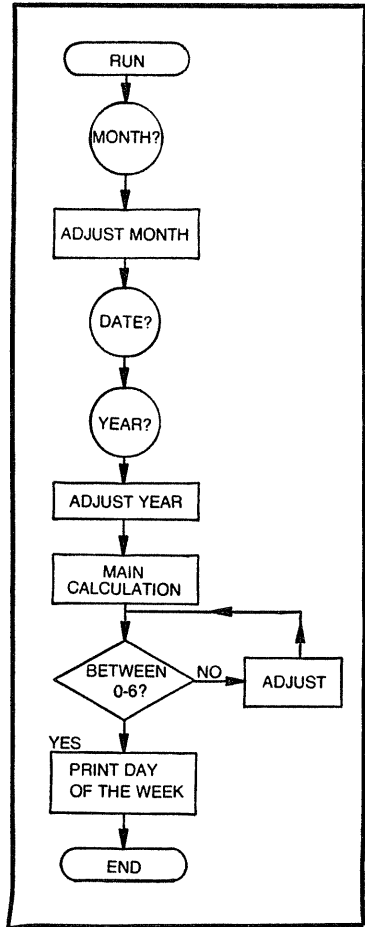 RUN
MONTH?
ADJUST MONTH
DATE?
YEAR?
ADJUST YEAR
MAIN
CALCULATION
BETWEEN
0-6?
NO
ADJUST
YES
PRINT DAY
OF THE WEEK
END